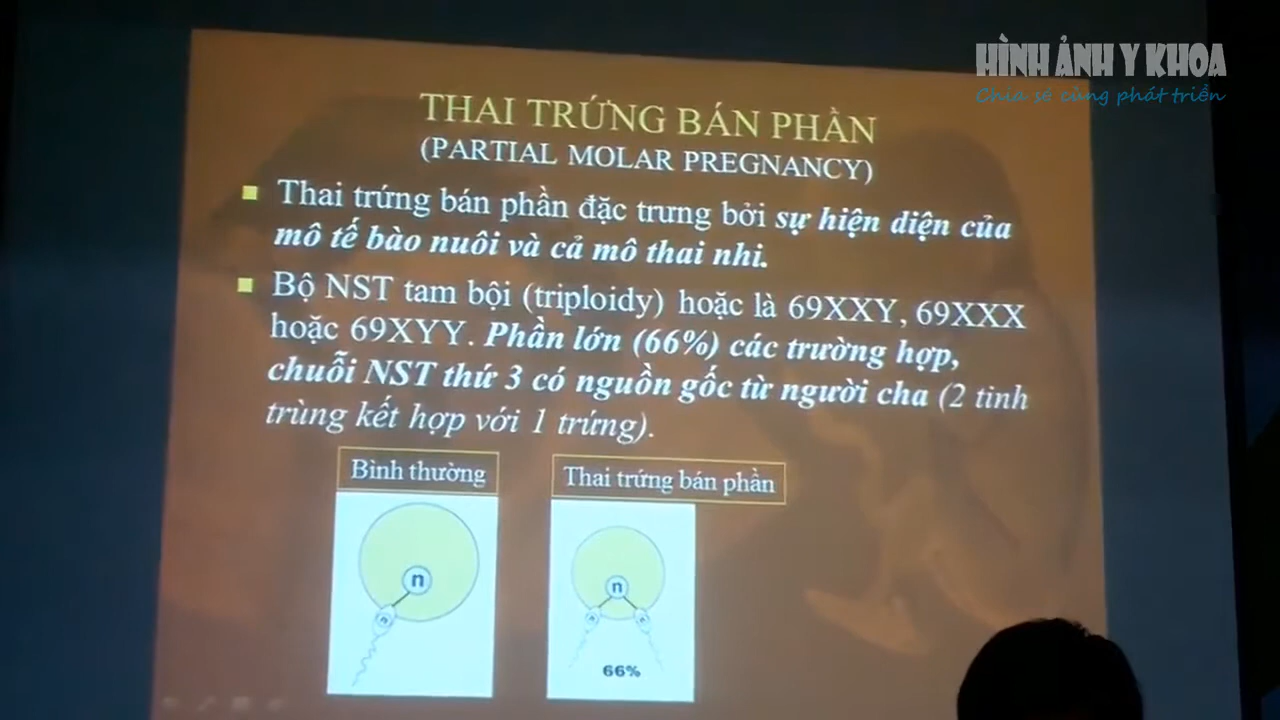 HÌNH ẢNH Y KHOA
Chia sẻ cùng phát triển
THAI TRỨNG BÁN PHẦN
(PARTIAL MOLAR PREGNANCY)
Thai trứng bán phần đặc trưng bởi sự hiện diện của
mô tế bào nuôi và cả mô thai nhi.
Bộ NST tam bội (triploidy) hoặc là 69XXY, 69XXX
hoặc 69XYY. Phần lớn (66%) các trường hợp,
chuỗi NST thứ 3 có nguồn gốc từ người cha (2 tinh
trùng kết hợp với 1 trứng).
Bình thường
Thai trứng bán phần
n
n
n
n
n
66%